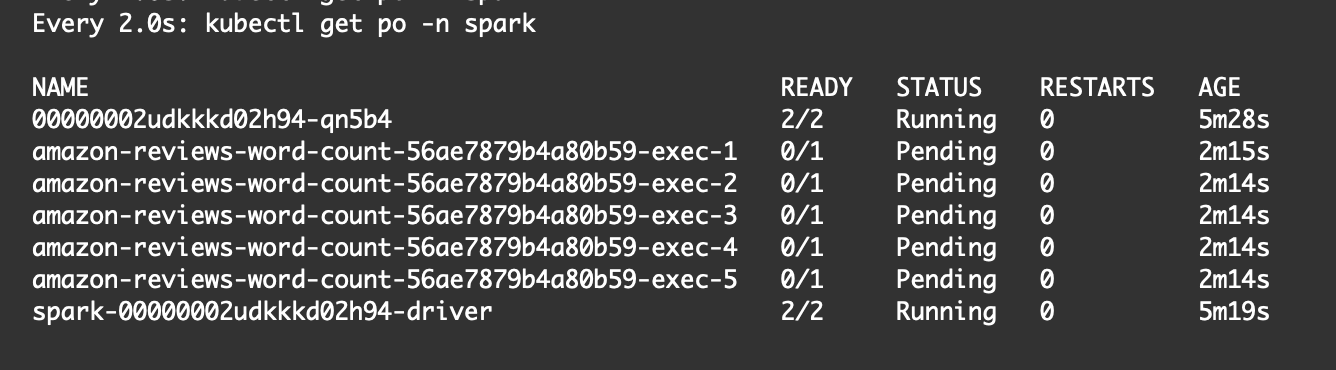 Every 2.0s: kubectl get po -n spark
NAME READY STATUS RESTARTS AGE
00000002udkkkd02h94-qn5b4 2/2 Running 0 5m28s
amazon-reviews-word-count-56ae7879b4a80b59-exec-1 0/1 Pending 0 2m15s
amazon-reviews-word-count-56ae7879b4a80b59-exec-2 0/1 Pending 0 2m14s
amazon-reviews-word-count-56ae7879b4a80b59-exec-3 0/1 Pending 0 2m14s
amazon-reviews-word-count-56ae7879b4a80b59-exec-4 0/1 Pending 0 2m14s
amazon-reviews-word-count-56ae7879b4a80b59-exec-5 0/1 Pending 0 2m14s
spark-00000002udkkkd02h94-driver 2/2 Running 0 5m19s